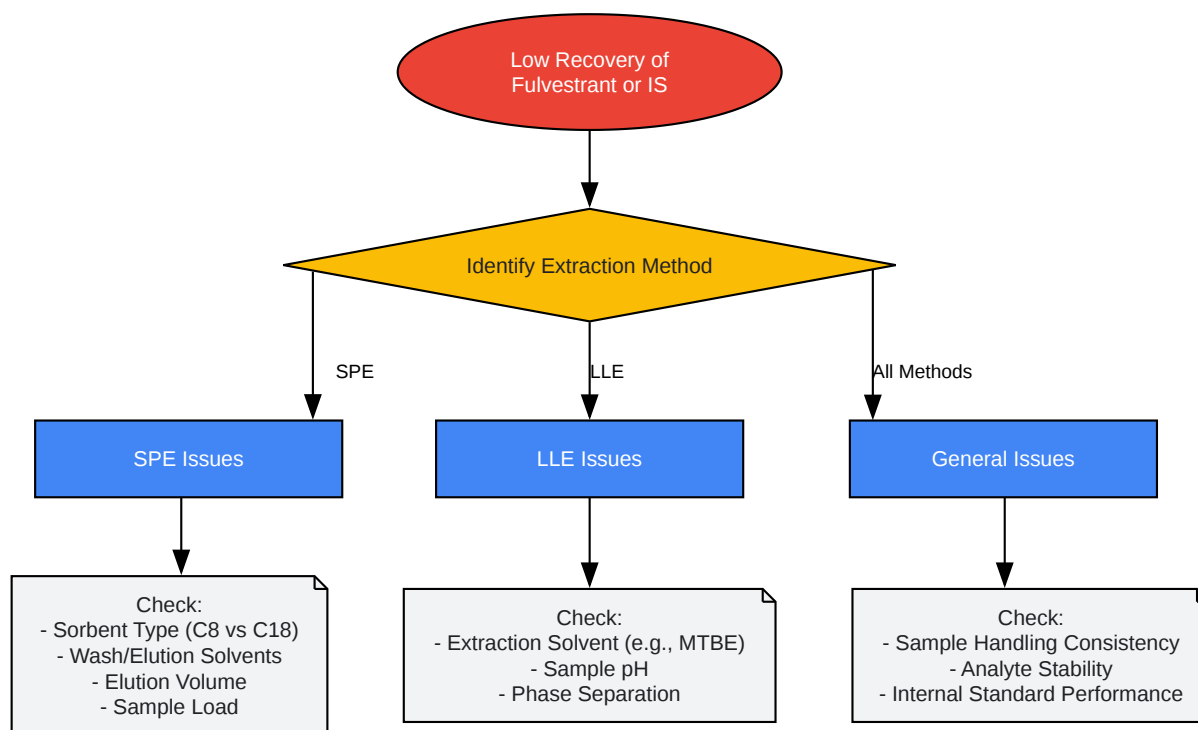 Low Recovery of
Fulvestrant or IS
Identify Extraction Method
SPE
LLE
All Methods
SPE Issues
LLE Issues
General Issues
Check:
- Sorbent Type (C8 vs C18)
- Wash/Elution Solvents
- Elution Volume
- Sample Load
Check:
- Extraction Solvent (e.g., MTBE)
- Sample pH
- Phase Separation
Check:
- Sample Handling Consistency
- Analyte Stability
- Internal Standard Performance